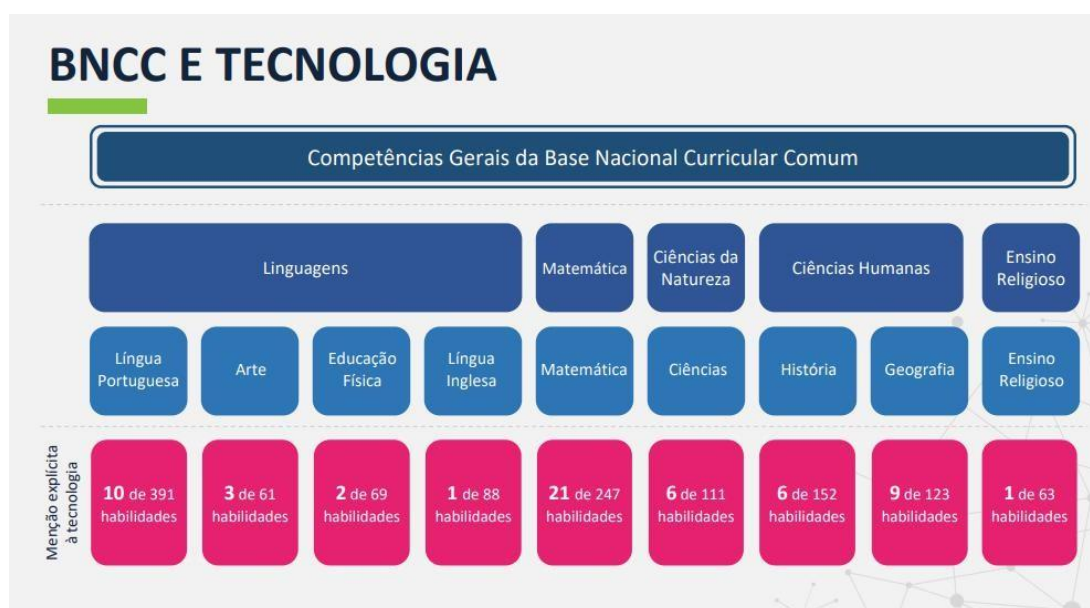 BNCC E TECNOLOGIA
Competências Gerais da Base Nacional Curricular Comum
Linguagens
Matemática
Ciências da
Natureza
Ciências Humanas
Ensino
Religioso
Língua
Portuguesa
Arte
Educação
Física
Língua
Inglesa
Matemática
Ciências
História
Geografia
Ensino
Religioso
Menção explícita
à tecnologia
10 de 391
habilidades
3 de 61
habilidades
2 de 69
habilidades
1 de 88
habilidades
21 de 247
habilidades
6 de 111
habilidades
6 de 152
habilidades
9 de 123
habilidades
1 de 63
habilidades